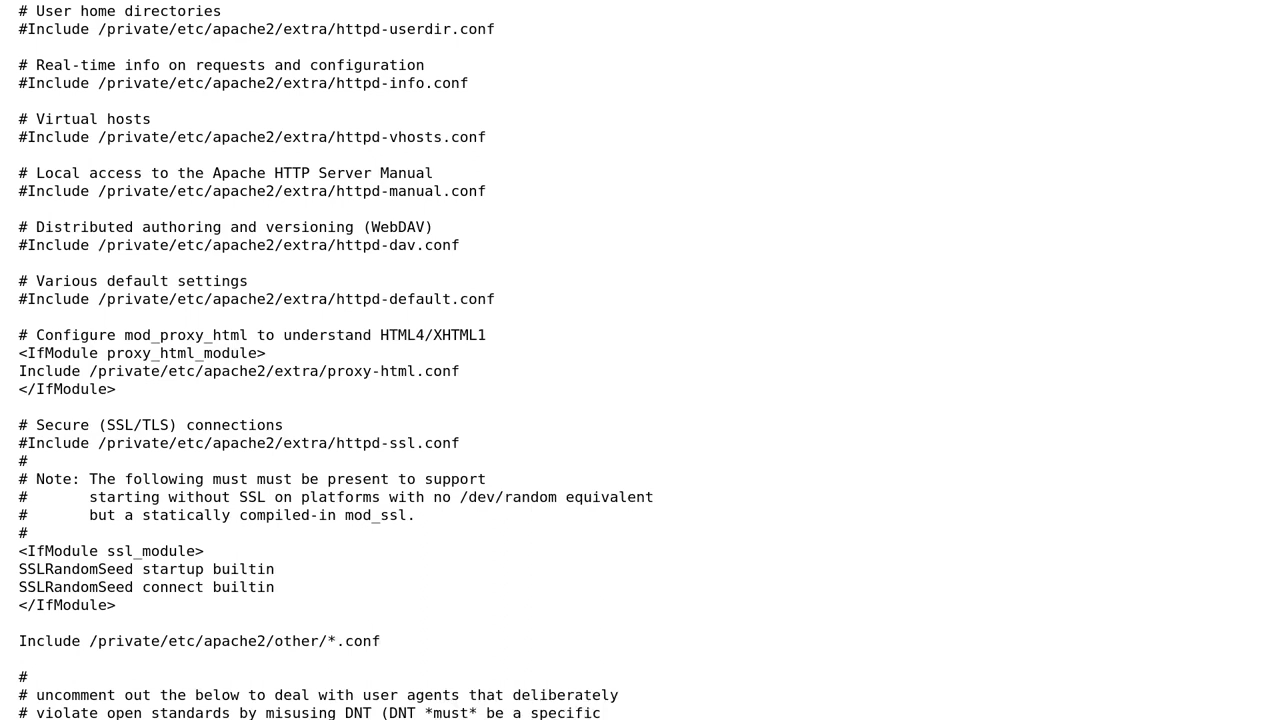 # User home directories
#Include /private/etc/apache2/extra/httpd-userdir.conf

# Real-time info on requests and configuration
#Include /private/etc/apache2/extra/httpd-info.conf

# Virtual hosts
#Include /private/etc/apache2/extra/httpd-vhosts.conf

# Local access to the Apache HTTP Server Manual
#Include /private/etc/apache2/extra/httpd-manual.conf

# Distributed authoring and versioning (WebDAV)
#Include /private/etc/apache2/extra/httpd-dav.conf

# Various default settings
#Include /private/etc/apache2/extra/httpd-default.conf

# Configure mod_proxy_html to understand HTML4/XHTML1
<IfModule proxy_html_module>
Include /private/etc/apache2/extra/proxy-html.conf
</IfModule>

# Secure (SSL/TLS) connections
#Include /private/etc/apache2/extra/httpd-ssl.conf
#
# Note: The following must must be present to support
#       starting without SSL on platforms with no /dev/random equivalent
#       but a statically compiled-in mod_ssl.
#
<IfModule ssl_module>
SSLRandomSeed startup builtin
SSLRandomSeed connect builtin
</IfModule>

Include /private/etc/apache2/other/*.conf

#
# uncomment out the below to deal with user agents that deliberately
# violate open standards by misusing DNT (DNT *must* be a specific